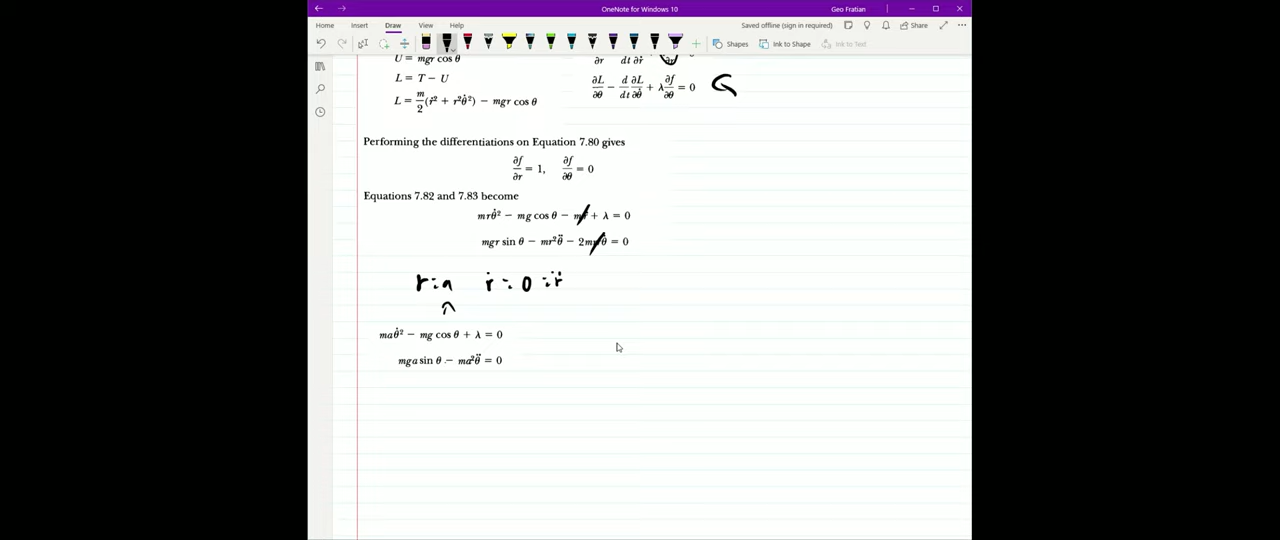 OneNote for Windows 10
Geo Fratian
Home Insert Draw View Help
Saved offline (sign in required)
Share
Shapes Ink to Shape Ink to Text
U = mgr cos θ
∂r dt ∂ṙ ∂r
L = T − U
∂L/∂θ − d/dt ∂L/∂θ̇ + λ ∂f/∂θ = 0
L = m/2 (ṙ² + r²θ̇²) − mgr cos θ
Performing the differentiations on Equation 7.80 gives
∂f/∂r = 1, ∂f/∂θ = 0
Equations 7.82 and 7.83 become
mrθ̇² − mg cos θ − mr̈ + λ = 0
mgr sin θ − mr²θ̈ − 2mrṙθ̇ = 0
r = a ṙ = 0 = r̈
maθ̇² − mg cos θ + λ = 0
mga sin θ − ma²θ̈ = 0